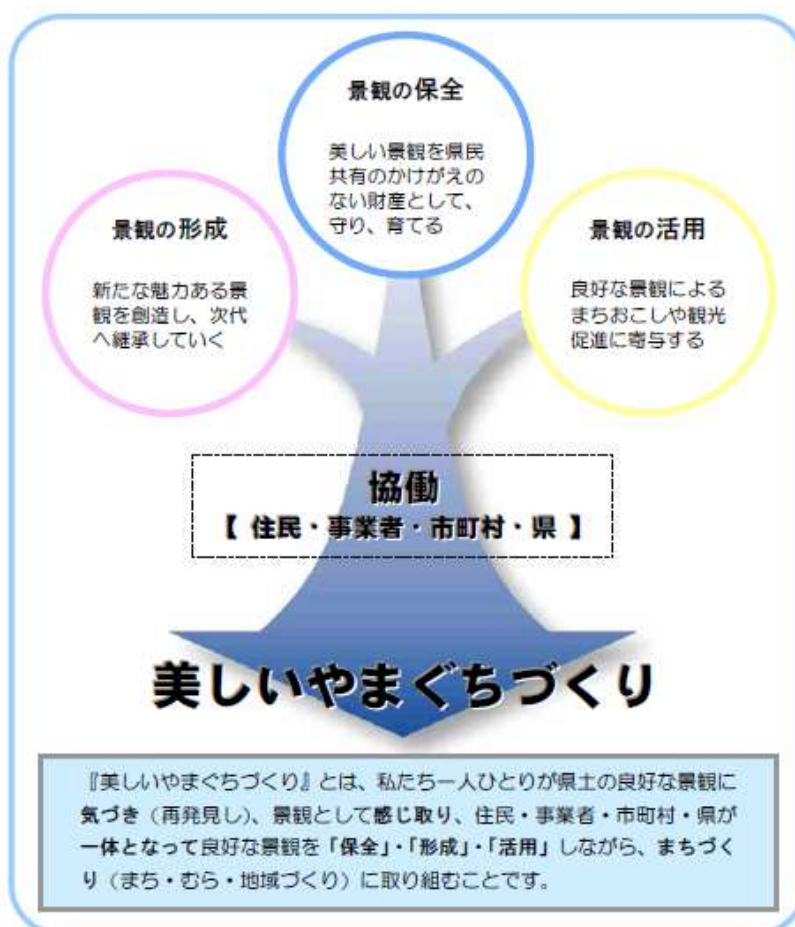 景観の保全
美しい景観を県民
共有のかけがえの
ない財産として、
守り、育てる
景観の形成
新たな魅力ある景
観を創造し、次代
へ継承していく
景観の活用
良好な景観による
まちおこしや観光
促進に寄与する
協働
【 住民・事業者・市町村・県 】
美しいやまぐちづくり
『美しいやまぐちづくり』とは、私たち一人ひとりが県土の良好な景観に
気づき（再発見し）、景観として感じ取り、住民・事業者・市町村・県が
一体となって良好な景観を「保全」・「形成」・「活用」しながら、まちづく
り（まち・むら・地域づくり）に取り組むことです。